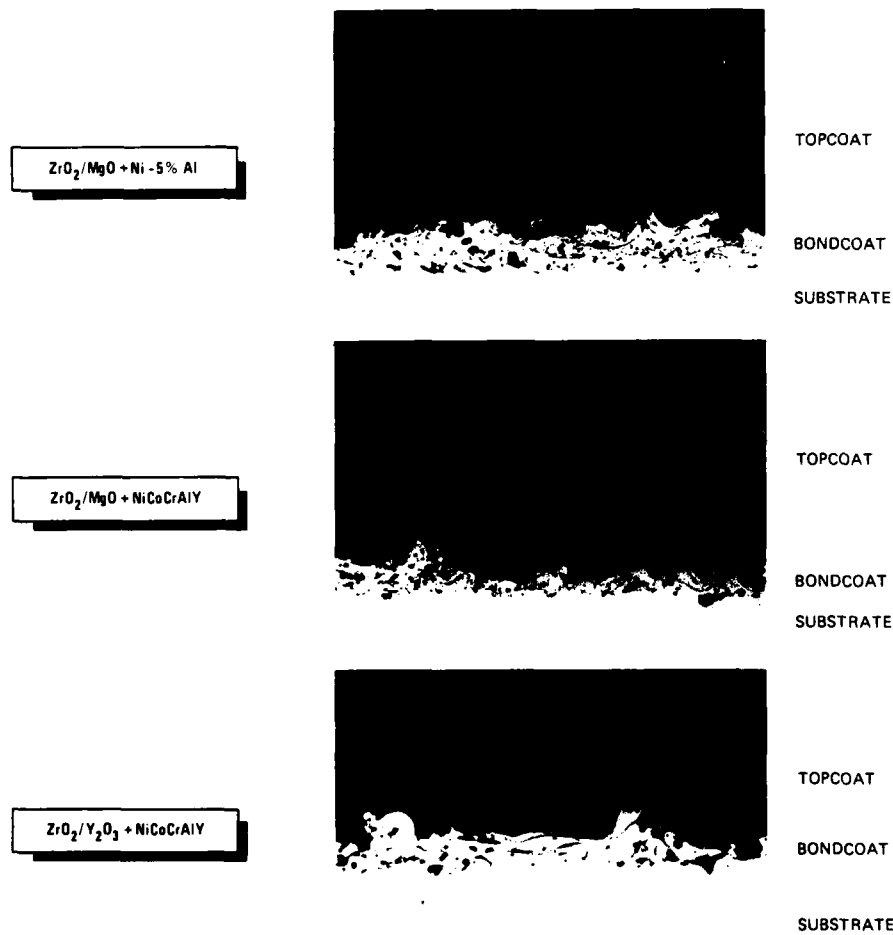 ZrO₂/MgO + Ni -5% Al
TOPCOAT
BONDCOAT
SUBSTRATE
ZrO₂/MgO + NiCoCrAlY
TOPCOAT
BONDCOAT
SUBSTRATE
ZrO₂/Y₂O₃ + NiCoCrAlY
TOPCOAT
BONDCOAT
SUBSTRATE